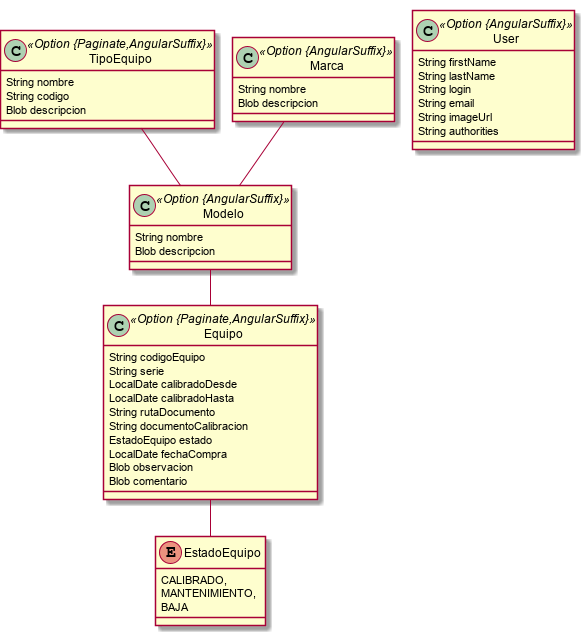 C «Option {Paginate,AngularSuffix}»
TipoEquipo
String nombre
String codigo
Blob descripcion
C «Option {AngularSuffix}»
Marca
String nombre
Blob descripcion
C «Option {AngularSuffix}»
User
String firstName
String lastName
String login
String email
String imageUrl
String authorities
C «Option {AngularSuffix}»
Modelo
String nombre
Blob descripcion
C «Option {Paginate,AngularSuffix}»
Equipo
String codigoEquipo
String serie
LocalDate calibradoDesde
LocalDate calibradoHasta
String rutaDocumento
String documentoCalibracion
EstadoEquipo estado
LocalDate fechaCompra
Blob observacion
Blob comentario
E EstadoEquipo
CALIBRADO,
MANTENIMIENTO,
BAJA